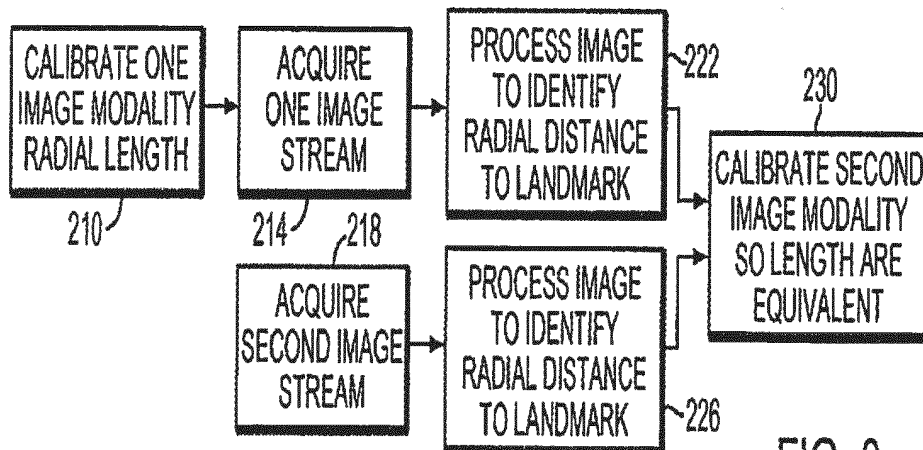 CALIBRATE ONE
IMAGE MODALITY
RADIAL LENGTH
210
ACQUIRE
ONE IMAGE
STREAM
214
PROCESS IMAGE
TO IDENTIFY
RADIAL DISTANCE
TO LANDMARK
222
218
ACQUIRE
SECOND IMAGE
STREAM
PROCESS IMAGE
TO IDENTIFY
RADIAL DISTANCE
TO LANDMARK
226
230
CALIBRATE SECOND
IMAGE MODALITY
SO LENGTH ARE
EQUIVALENT
FIG.